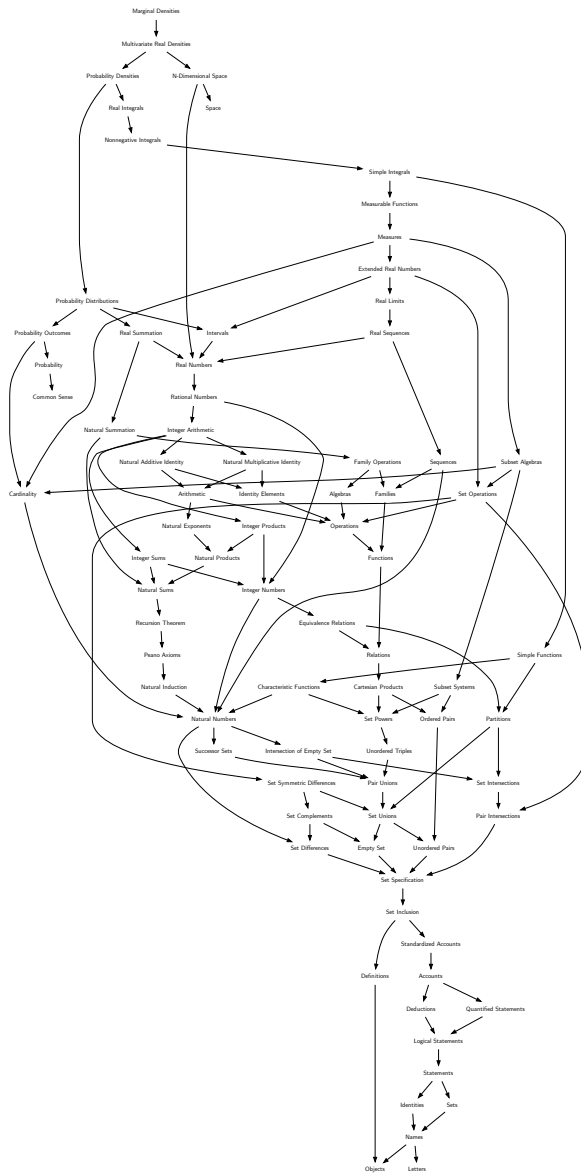 Marginal Densities
Multivariate Real Densities
Probability Densities
N-Dimensional Space
Real Integrals
Space
Nonnegative Integrals
Simple Integrals
Measurable Functions
Measures
Extended Real Numbers
Probability Distributions
Real Limits
Probability Outcomes
Real Summation
Intervals
Real Sequences
Probability
Real Numbers
Common Sense
Rational Numbers
Natural Summation
Integer Arithmetic
Natural Additive Identity
Natural Multiplicative Identity
Family Operations
Sequences
Subset Algebras
Cardinality
Arithmetic
Identity Elements
Algebras
Families
Set Operations
Natural Exponents
Integer Products
Operations
Integer Sums
Natural Products
Functions
Natural Sums
Integer Numbers
Recursion Theorem
Equivalence Relations
Peano Axioms
Relations
Simple Functions
Natural Induction
Characteristic Functions
Cartesian Products
Subset Systems
Natural Numbers
Set Powers
Ordered Pairs
Partitions
Successor Sets
Intersection of Empty Set
Unordered Triples
Set Symmetric Differences
Pair Unions
Set Intersections
Set Complements
Set Unions
Pair Intersections
Set Differences
Empty Set
Unordered Pairs
Set Specification
Set Inclusion
Standardized Accounts
Definitions
Accounts
Deductions
Quantified Statements
Logical Statements
Statements
Identities
Sets
Names
Objects
Letters